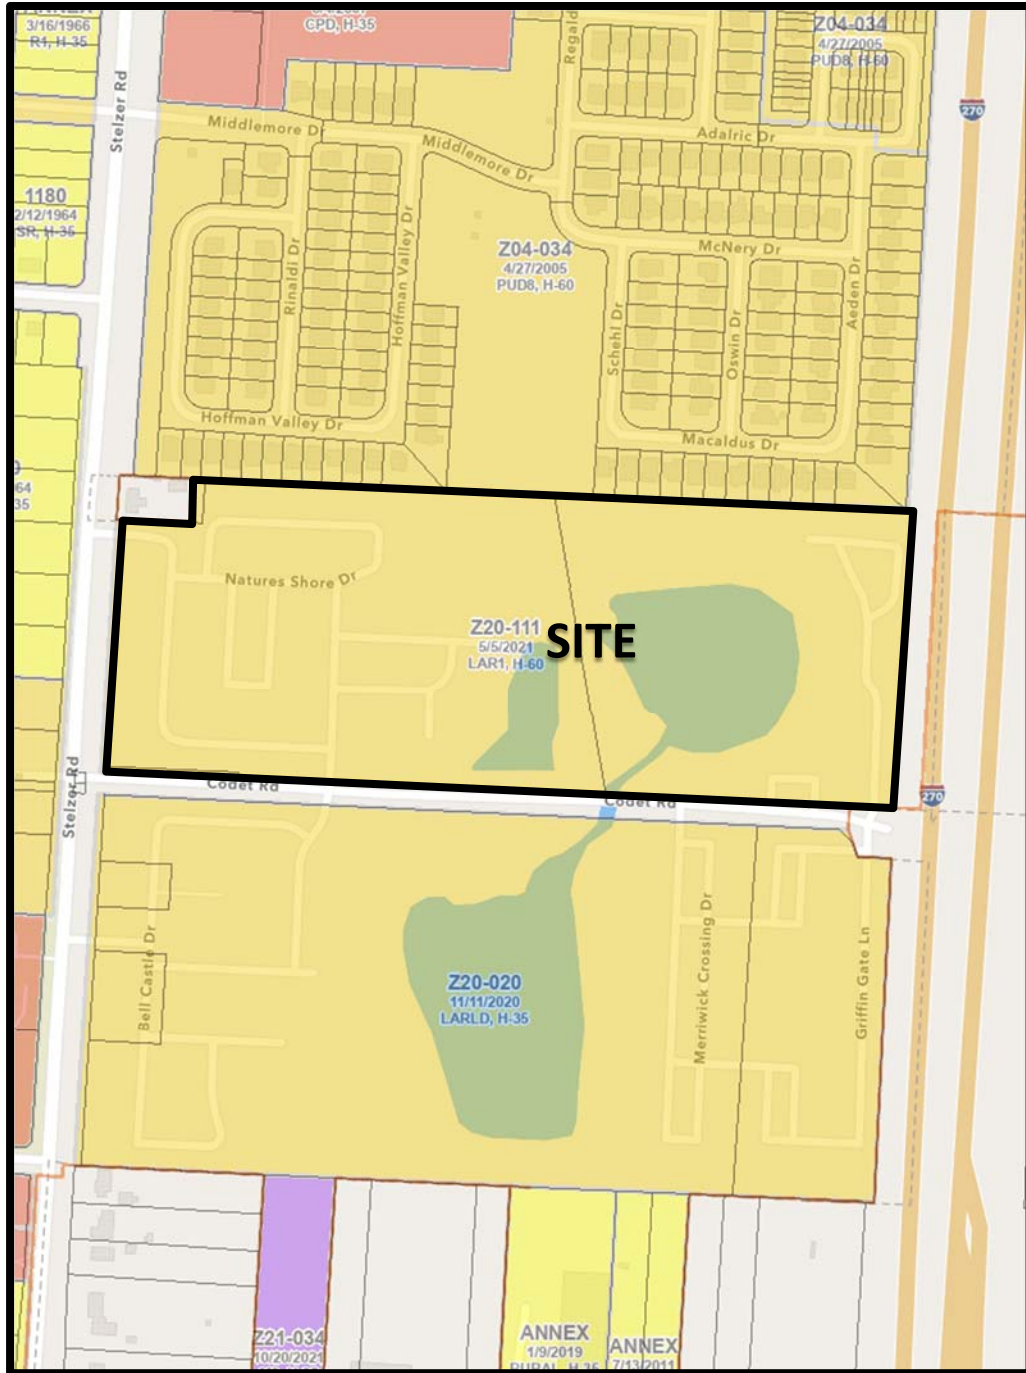 3/16/1966
R1, H-35
CPD, H-35
Z04-034
4/27/2005
PUD8, H-60
Regald
Stelzer Rd
270
Middlemore Dr
Middlemore Dr
Adalric Dr
1180
2/12/1964
SR, H-35
Z04-034
4/27/2005
PUD8, H-60
McNery Dr
Rinaldi Dr
Hoffman Valley Dr
Schehl Dr
Oswin Dr
Aeden Dr
Hoffman Valley Dr
Macaldus Dr
64
35
Natures Shore Dr
Z20-111
5/5/2021
LAR1, H-60
SITE
Stelzer Rd
Codet Rd
Codet Rd
270
Bell Castle Dr
Merriwick Crossing Dr
Griffin Gate Ln
Z20-020
11/11/2020
LARLD, H-35
Z21-034
10/20/2021
ANNEX
1/9/2019
RURAL, H-35
ANNEX
7/13/2011